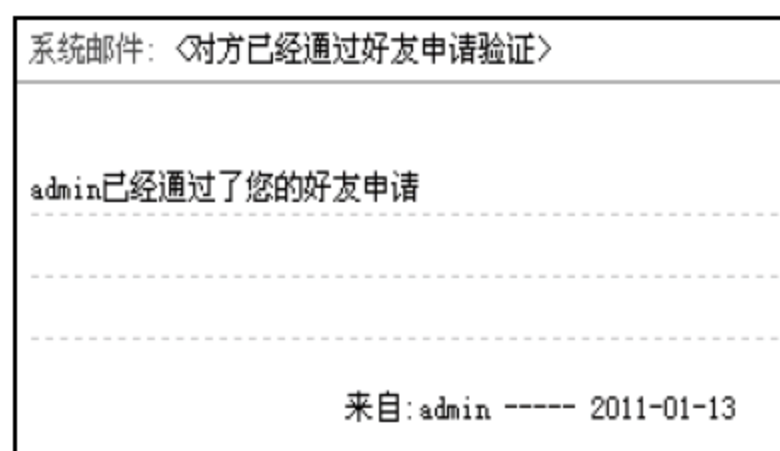 系统邮件: 〈对方已经通过好友申请验证〉
admin已经通过了您的好友申请
来自:admin ----- 2011-01-13